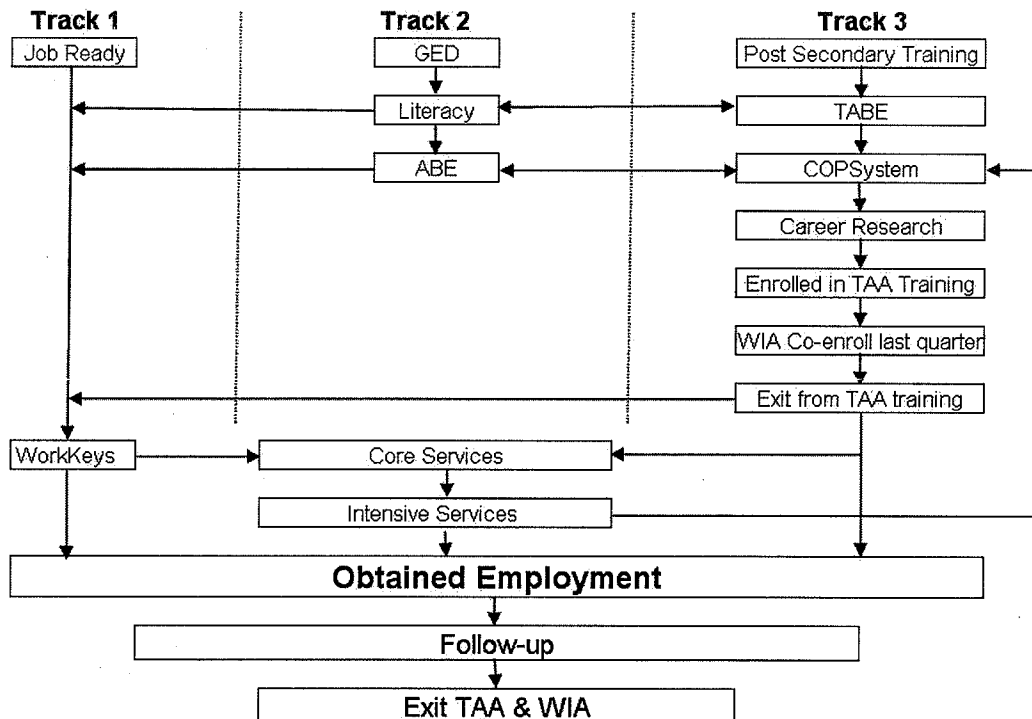 Track 1
Track 2
Track 3
Job Ready
GED
Post Secondary Training
Literacy
TABE
ABE
COPSystem
Career Research
Enrolled in TAA Training
WIA Co-enroll last quarter
Exit from TAA training
WorkKeys
Core Services
Intensive Services
Obtained Employment
Follow-up
Exit TAA & WIA